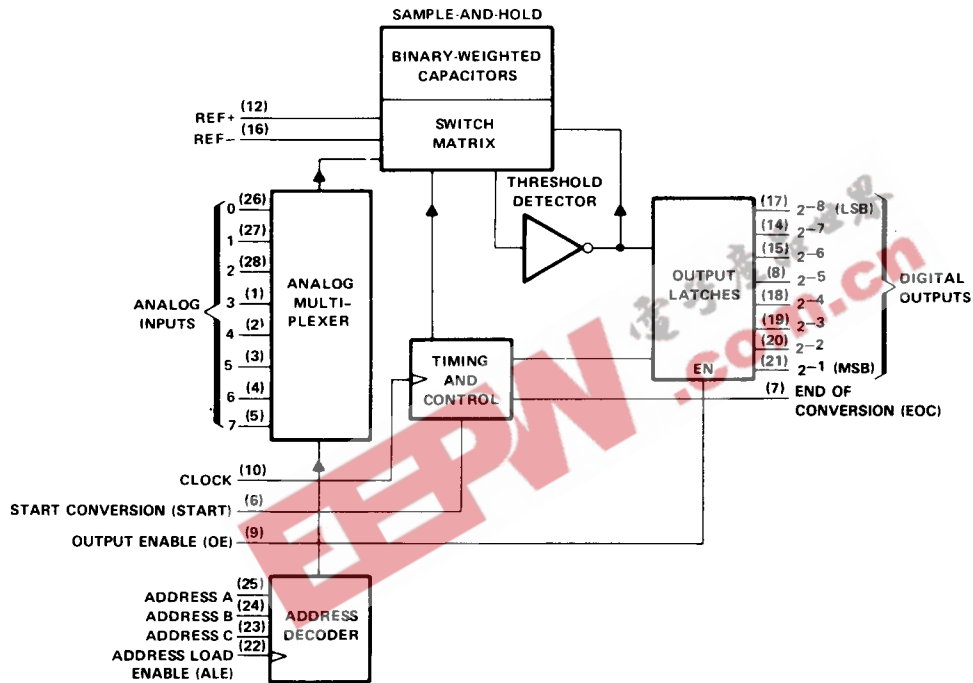 SAMPLE-AND-HOLD
BINARY-WEIGHTED
CAPACITORS
SWITCH
MATRIX
REF+ (12)
REF− (16)
THRESHOLD
DETECTOR
ANALOG
INPUTS
0 (26)
1 (27)
2 (28)
3 (1)
4 (2)
5 (3)
6 (4)
7 (5)
ANALOG
MULTI-
PLEXER
TIMING
AND
CONTROL
OUTPUT
LATCHES
EN
(17) 2−8 (LSB)
(14) 2−7
(15) 2−6
(8) 2−5
(18) 2−4
(19) 2−3
(20) 2−2
(21) 2−1 (MSB)
DIGITAL
OUTPUTS
(7) END OF
CONVERSION (EOC)
CLOCK (10)
START CONVERSION (START) (6)
OUTPUT ENABLE (OE) (9)
ADDRESS A (25)
ADDRESS B (24)
ADDRESS C (23)
ADDRESS LOAD (22)
ENABLE (ALE)
ADDRESS
DECODER
EEPW
.com.cn